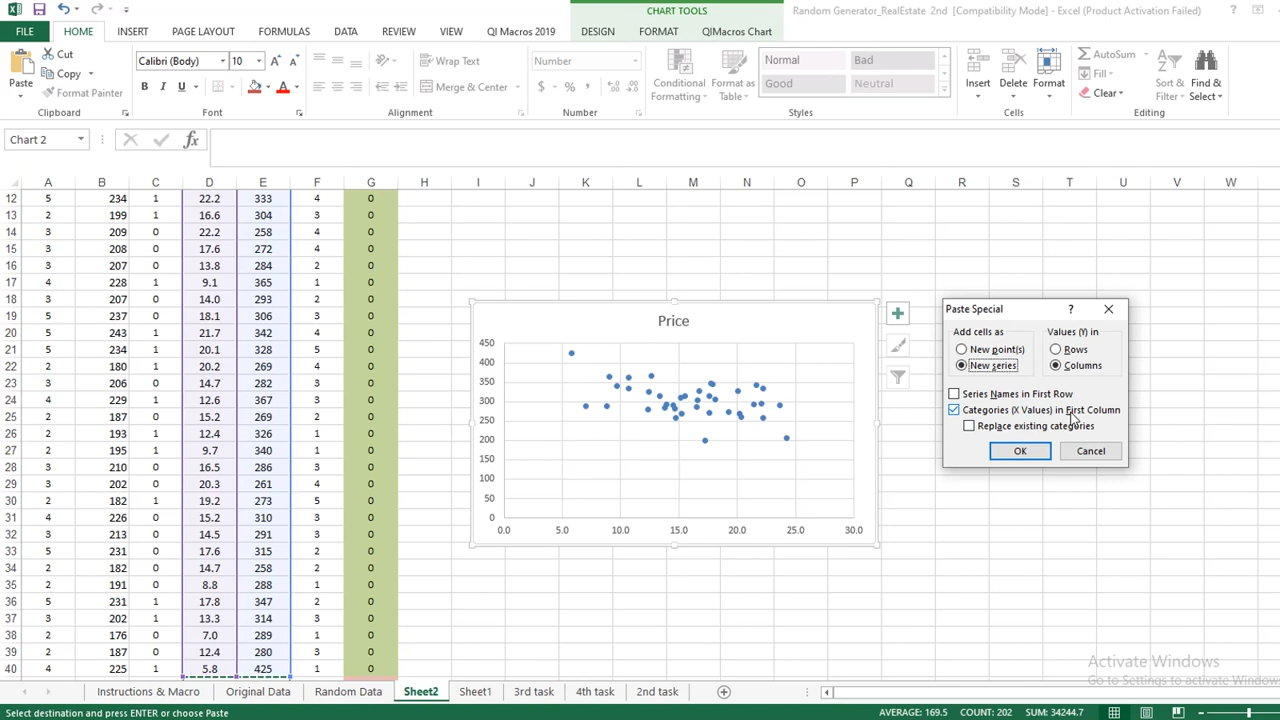 CHART TOOLS
Random Generator_RealEstate 2nd [Compatibility Mode] - Excel (Product Activation Failed)
FILE HOME INSERT PAGE LAYOUT FORMULAS DATA REVIEW VIEW QI Macros 2019 DESIGN FORMAT QIMacros Chart
Paste
Cut
Copy
Format Painter
Clipboard
Calibri (Body) 10
B I U
Font
Wrap Text
Merge & Center
Alignment
Number
$ % ,
Number
Conditional Formatting
Format as Table
Normal Bad
Good Neutral
Styles
Insert Delete Format
Cells
AutoSum
Fill
Clear
Sort & Filter
Find & Select
Editing
Chart 2 fx
A B C D E F G H I J K L M N O P Q R S T U V W
12 5 234 1 22.2 333 4 0
13 2 199 1 16.6 304 3 0
14 3 209 0 22.2 258 4 0
15 3 208 0 17.6 272 4 0
16 3 207 0 13.8 284 2 0
17 4 228 1 9.1 365 1 0
18 3 207 0 14.0 293 2 0
19 5 237 0 18.1 306 3 0
20 5 243 1 21.7 342 4 0
21 5 234 1 20.1 328 5 0
22 2 180 1 20.2 269 4 0
23 3 206 0 14.7 282 3 0
24 4 229 1 12.6 367 3 0
25 2 187 0 15.2 269 2 0
26 2 193 1 12.4 326 1 0
27 2 195 1 9.7 340 1 0
28 3 210 0 16.5 286 3 0
29 3 202 0 20.3 261 4 0
30 2 182 1 19.2 273 5 0
31 4 226 0 15.2 310 3 0
32 3 213 0 14.5 291 3 0
33 5 231 0 17.6 315 2 0
34 2 182 0 14.7 258 2 0
35 2 191 0 8.8 288 1 0
36 5 231 1 17.8 347 2 0
37 3 202 1 13.3 314 3 0
38 2 176 0 7.0 289 1 0
39 2 187 0 12.4 280 3 0
40 4 225 1 5.8 425 1 0
Price
450
400
350
300
250
200
150
100
50
0
0.0 5.0 10.0 15.0 20.0 25.0 30.0
Paste Special ?
Add cells as Values (Y) in
New point(s) Rows
New series Columns
Series Names in First Row
Categories (X Values) in First Column
Replace existing categories
OK Cancel
Activate Windows
Go to Settings to activate Windows
Instructions & Macro Original Data Random Data Sheet2 Sheet1 3rd task 4th task 2nd task
Select destination and press ENTER or choose Paste
AVERAGE: 169.5 COUNT: 202 SUM: 34244.7